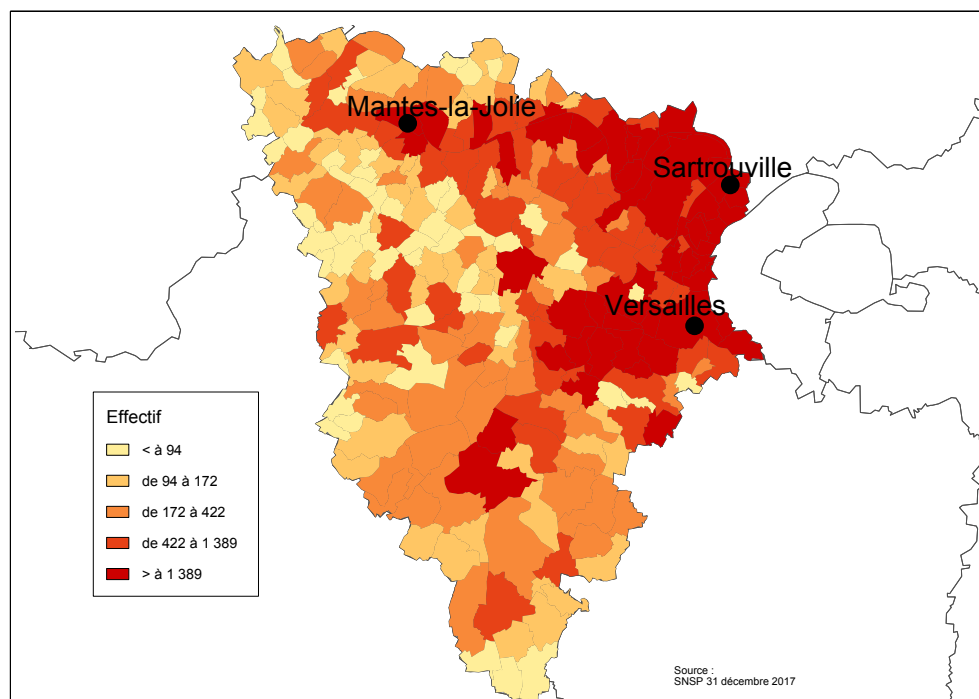 Mantes-la-Jolie
Sartrouville
Versailles
Effectif
< à 94
de 94 à 172
de 172 à 422
de 422 à 1 389
> à 1 389
Source :
SNSP 31 décembre 2017